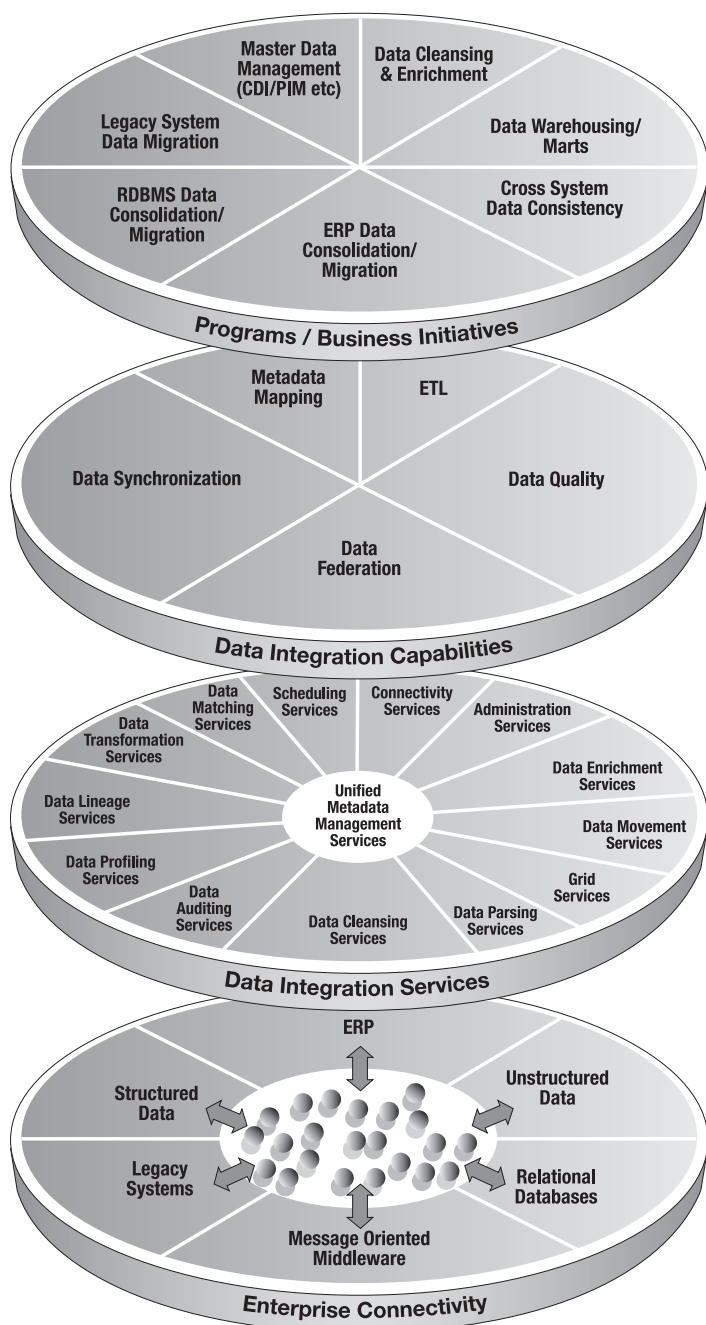 Master Data
Management
(CDI/PIM etc)
Data Cleansing
& Enrichment
Legacy System
Data Migration
Data Warehousing/
Marts
RDBMS Data
Consolidation/
Migration
Cross System
Data Consistency
ERP Data
Consolidation/
Migration
Programs / Business Initiatives
Metadata
Mapping
ETL
Data Synchronization
Data Quality
Data
Federation
Data Integration Capabilities
Data
Matching
Services
Scheduling
Services
Connectivity
Services
Administration
Services
Data
Transformation
Services
Data Enrichment
Services
Data Lineage
Services
Unified
Metadata
Management
Services
Data Movement
Services
Data Profiling
Services
Grid
Services
Data
Auditing
Services
Data Cleansing
Services
Data Parsing
Services
Data Integration Services
ERP
Structured
Data
Unstructured
Data
Legacy
Systems
Relational
Databases
Message Oriented
Middleware
Enterprise Connectivity